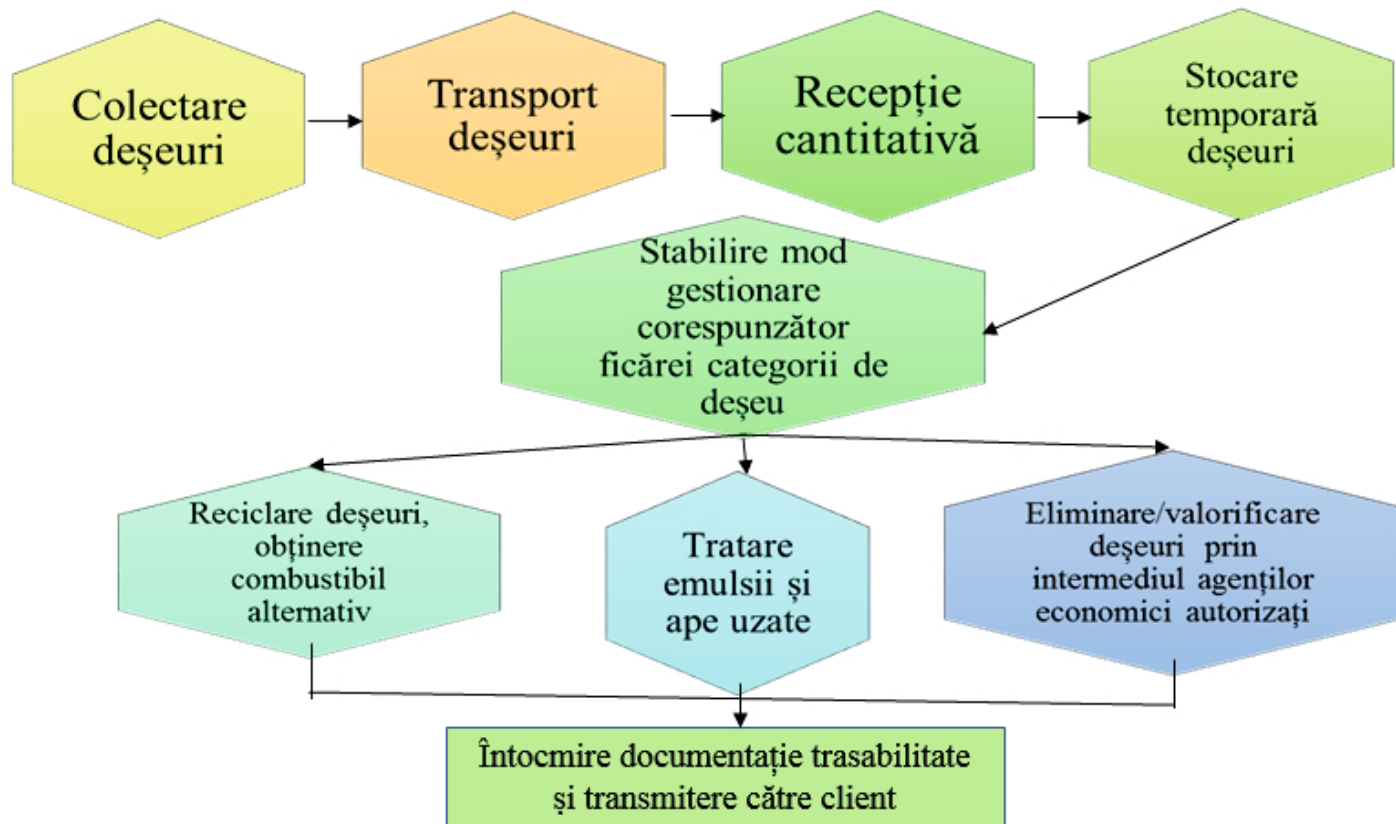 Colectare
deșeuri
Transport
deșeuri
Recepție
cantitativă
Stocare
temporară
deșeuri
Stabilire mod
gestionare
corespunzător
ficărei categorii de
deșeu
Reciclare deșeuri,
obținere
combustibil
alternativ
Tratare
emulsii și
ape uzate
Eliminare/valorificare
deșeuri prin
intermediul agenților
economici autorizați
Întocmire documentație trasabilitate
și transmitere către client